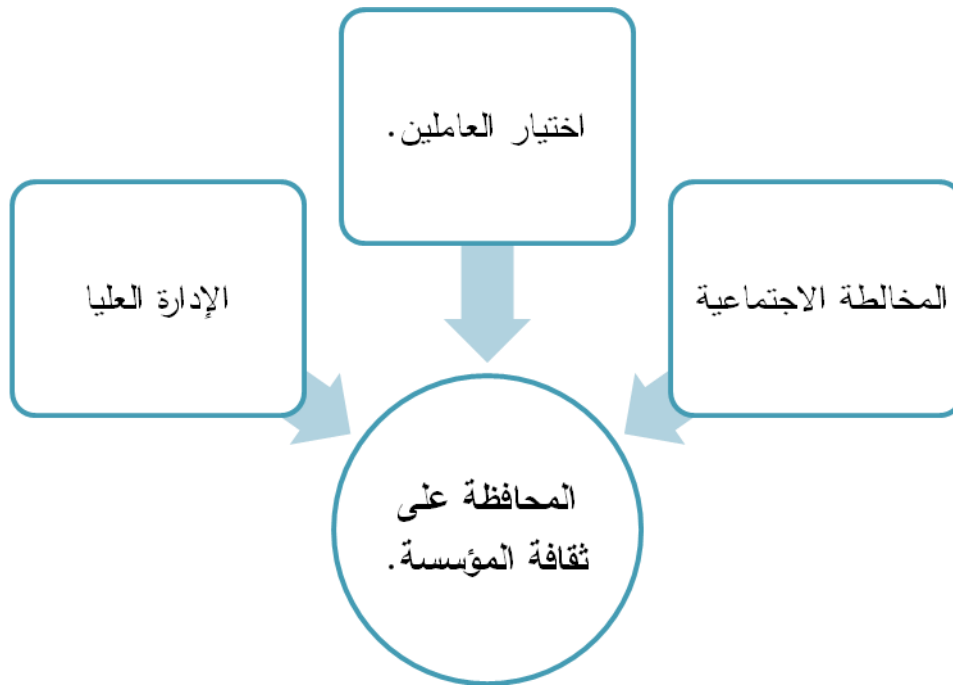 اختيار العاملين.
المخالطة الاجتماعية
الإدارة العليا
المحافظة على
ثقافة المؤسسة.